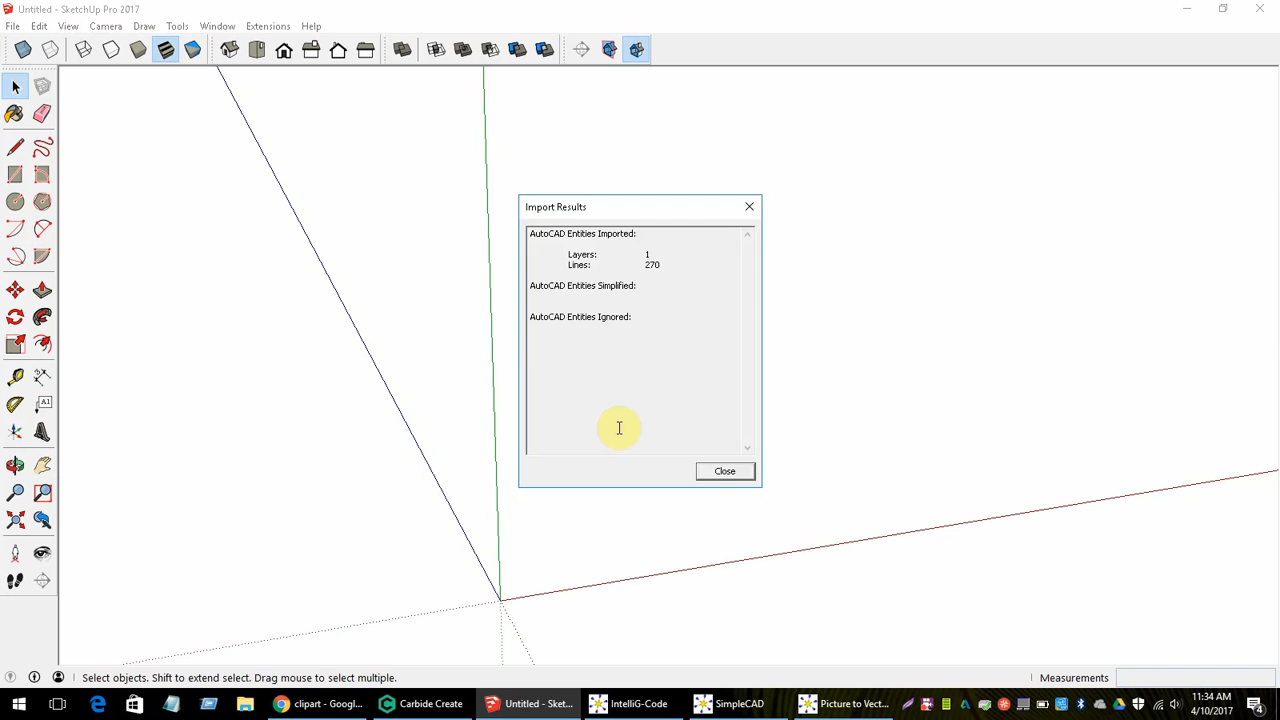 Untitled - SketchUp Pro 2017
File Edit View Camera Draw Tools Window Extensions Help
Import Results
AutoCAD Entities Imported:
Layers: 1
Lines: 270
AutoCAD Entities Simplified:
AutoCAD Entities Ignored:
Close
A1
Select objects. Shift to extend select. Drag mouse to select multiple.
Measurements
clipart - Googl...
Carbide Create
Untitled - Sket...
IntelliG-Code
SimpleCAD
Picture to Vect...
11:34 AM
4/10/2017
4